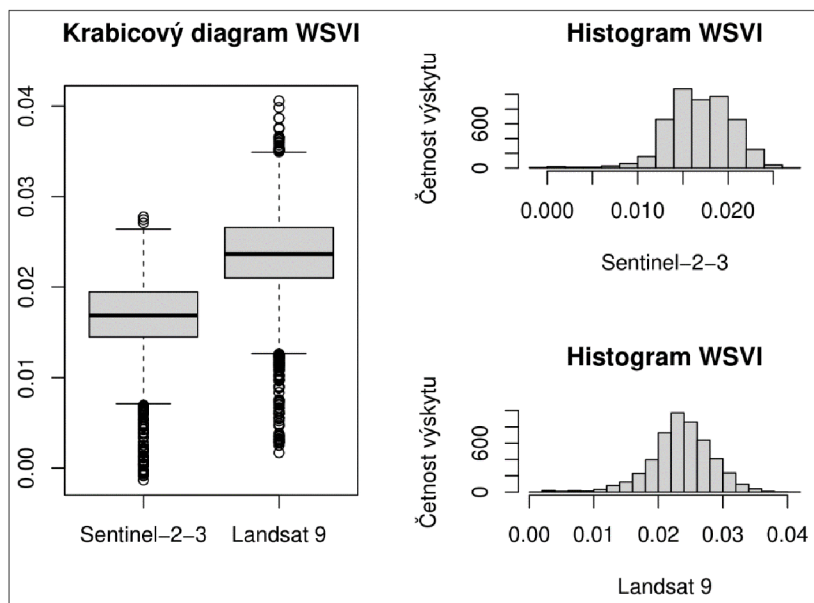 Krabicový diagram WSVI
0.04
0.03
0.02
0.01
0.00
Sentinel−2−3
Landsat 9
Histogram WSVI
Četnost výskytu
600
0
0.000
0.010
0.020
Sentinel−2−3
Histogram WSVI
Četnost výskytu
600
0
0.00
0.01
0.02
0.03
0.04
Landsat 9